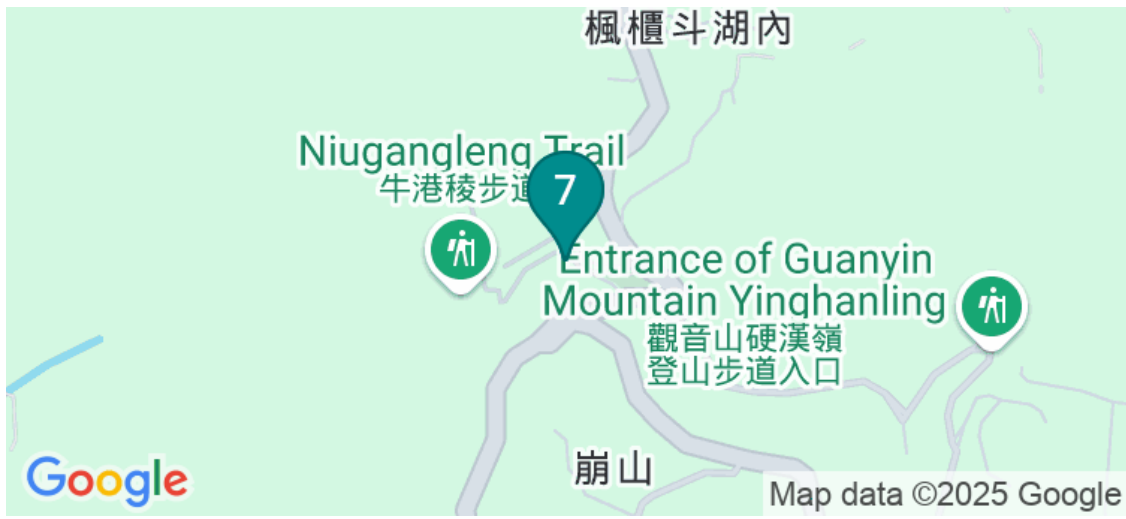 楓櫃斗湖內
Niugangleng Trail
牛港稜步道
7
Entrance of Guanyin
Mountain Yinghanling
觀音山硬漢嶺
登山步道入口
崩山
Google
Map data ©2025 Google